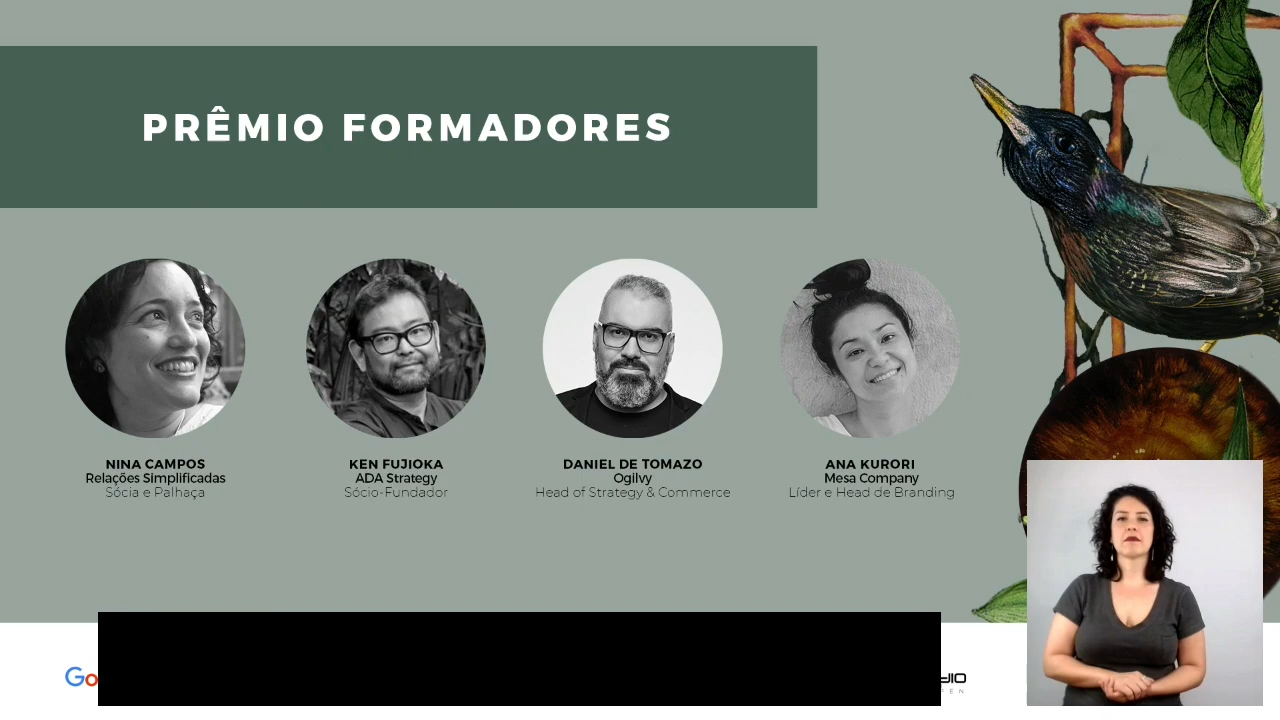 PRÊMIO FORMADORES
NINA CAMPOS
Relações Simplificadas
Sócia e Palhaça
KEN FUJIOKA
ADA Strategy
Sócio-Fundador
DANIEL DE TOMAZO
Ogilvy
Head of Strategy & Commerce
ANA KURORI
Mesa Company
Líder e Head de Branding
Go